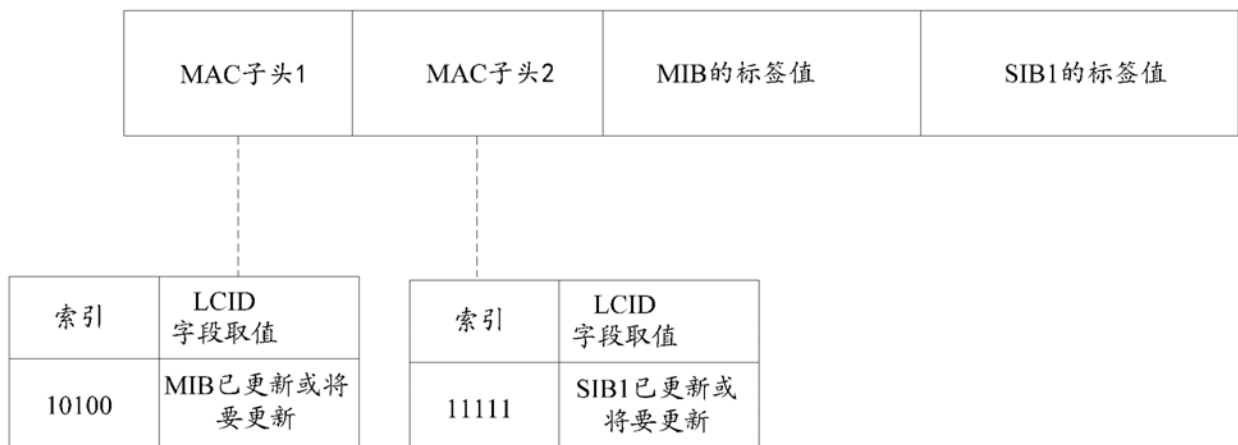 MAC子头1
MAC子头2
MIB的标签值
SIB1的标签值
索引
LCID
字段取值
10100
MIB已更新或将
要更新
索引
LCID
字段取值
11111
SIB1已更新或
将要更新